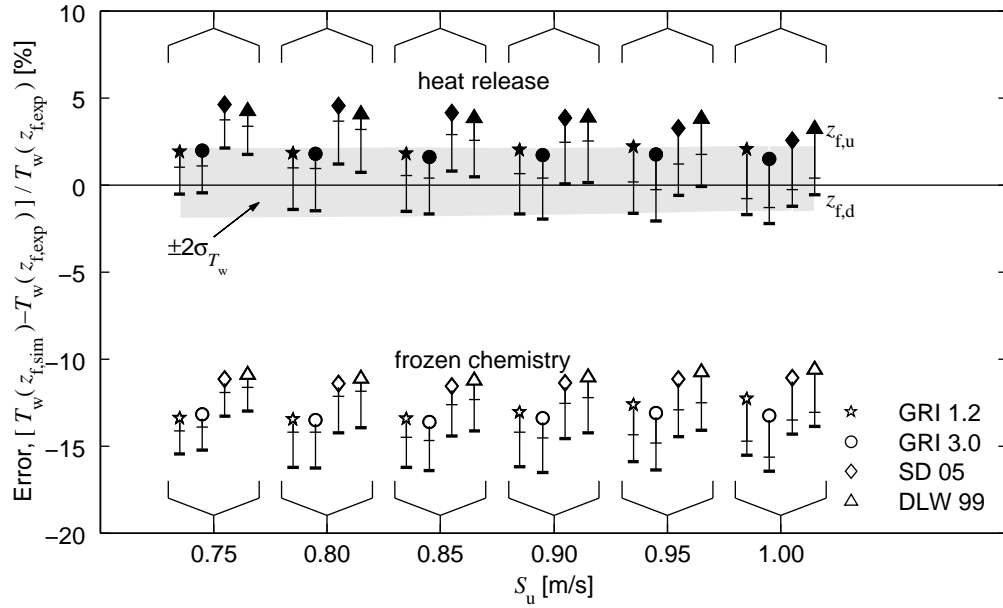 Error, [ T_w( z_f,sim )−T_w( z_f,exp ) ] / T_w( z_f,exp ) [%]
10
5
0
−5
−10
−15
−20
heat release
z_f,u
z_f,d
±2σ_T_w
frozen chemistry
GRI 1.2
GRI 3.0
SD 05
DLW 99
0.75 0.80 0.85 0.90 0.95 1.00
S_u [m/s]